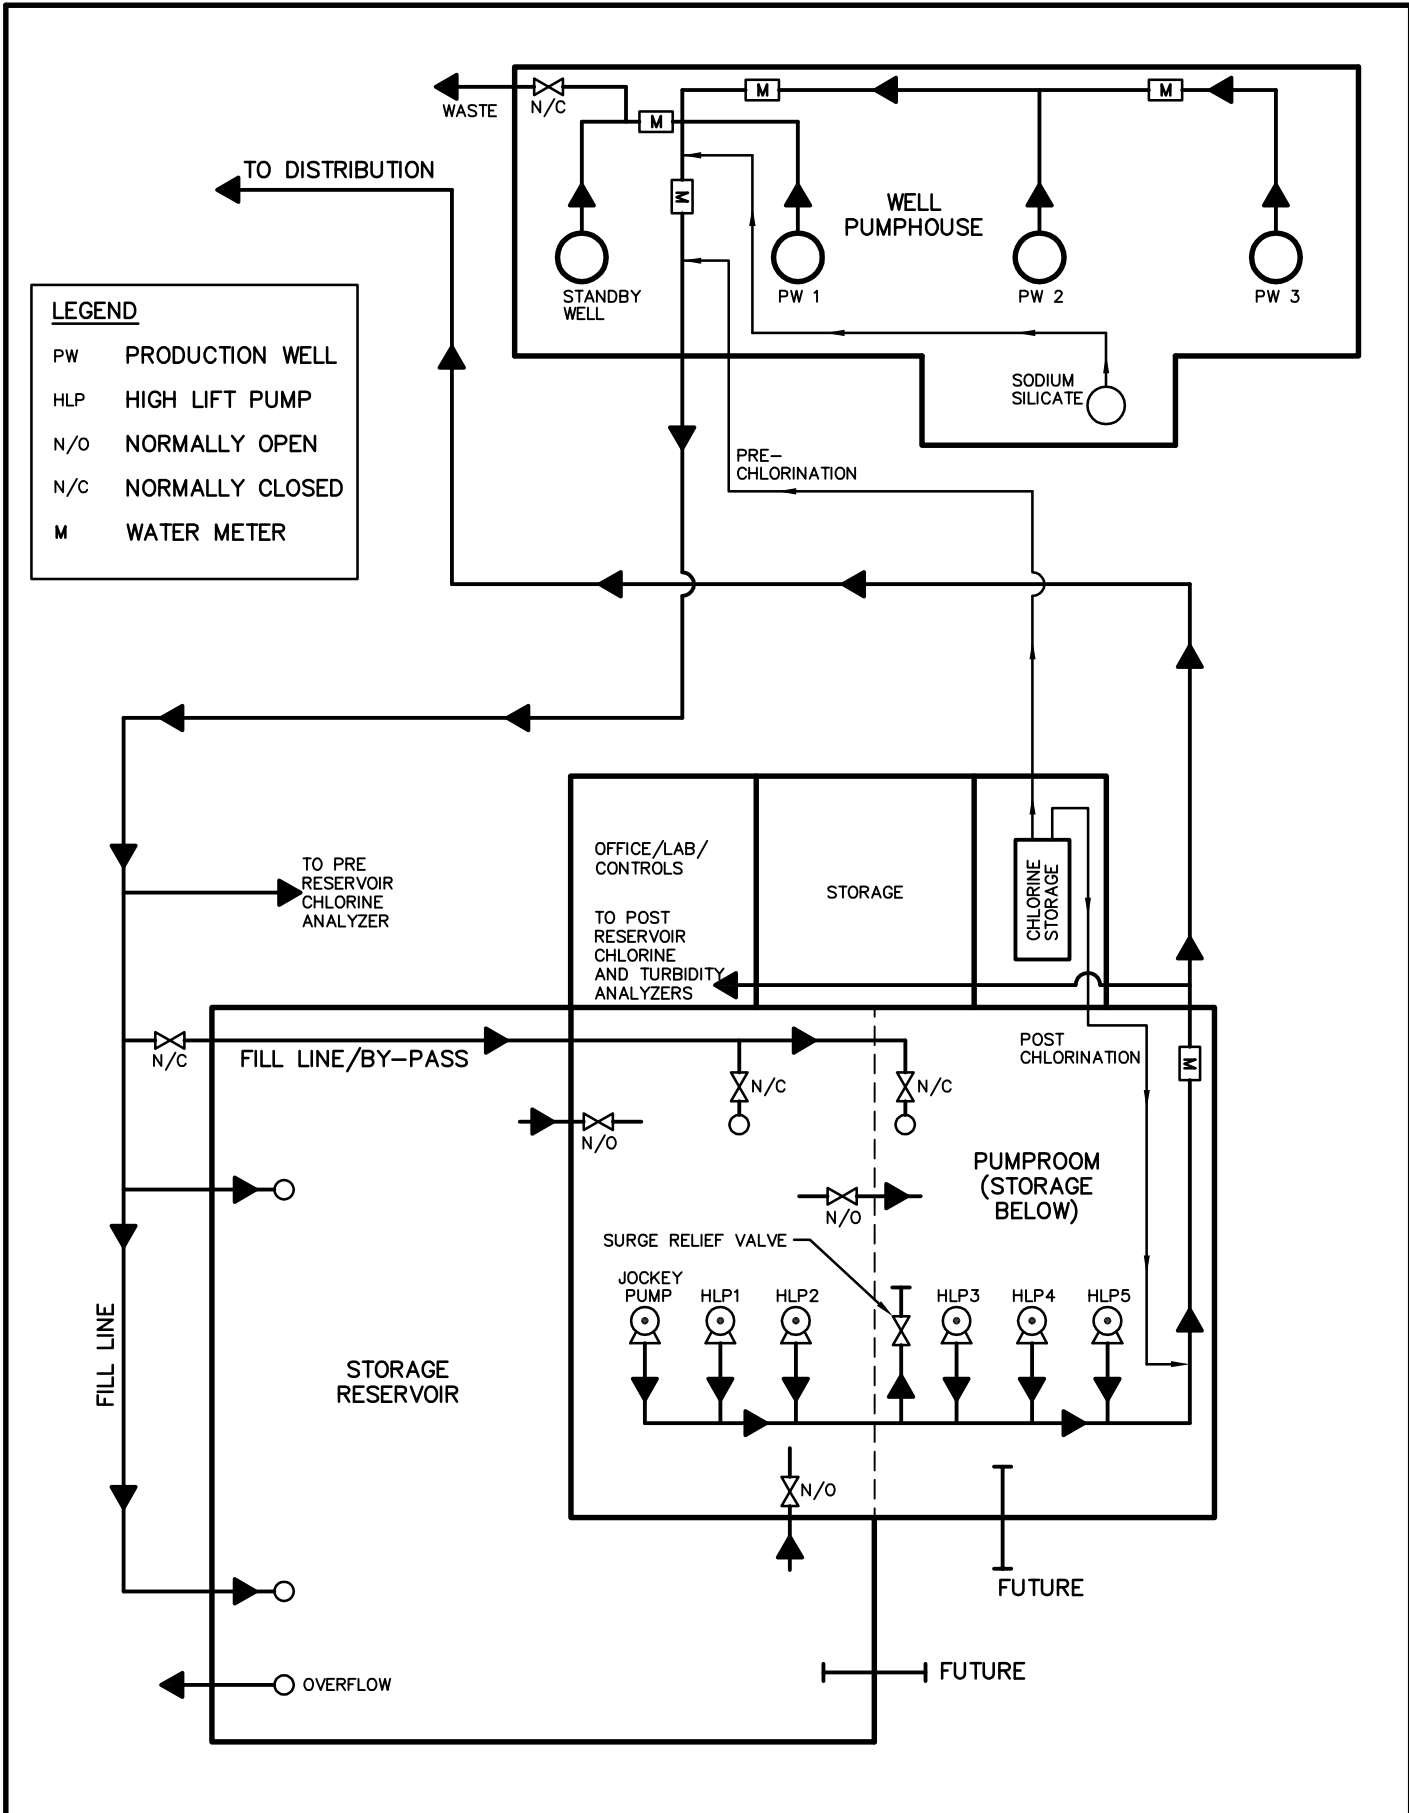 WASTE
N/C
M
M
M
TO DISTRIBUTION
M
WELL
PUMPHOUSE
STANDBY
WELL
PW 1
PW 2
PW 3
LEGEND
PW PRODUCTION WELL
HLP HIGH LIFT PUMP
N/O NORMALLY OPEN
N/C NORMALLY CLOSED
M WATER METER
SODIUM
SILICATE
PRE-
CHLORINATION
TO PRE
RESERVOIR
CHLORINE
ANALYZER
OFFICE/LAB/
CONTROLS
STORAGE
CHLORINE
STORAGE
TO POST
RESERVOIR
CHLORINE
AND TURBIDITY
ANALYZERS
N/C
FILL LINE/BY-PASS
POST
CHLORINATION
M
N/C
N/C
N/O
PUMPROOM
(STORAGE
BELOW)
N/O
SURGE RELIEF VALVE
JOCKEY
PUMP
HLP1
HLP2
HLP3
HLP4
HLP5
FILL LINE
STORAGE
RESERVOIR
N/O
FUTURE
FUTURE
OVERFLOW